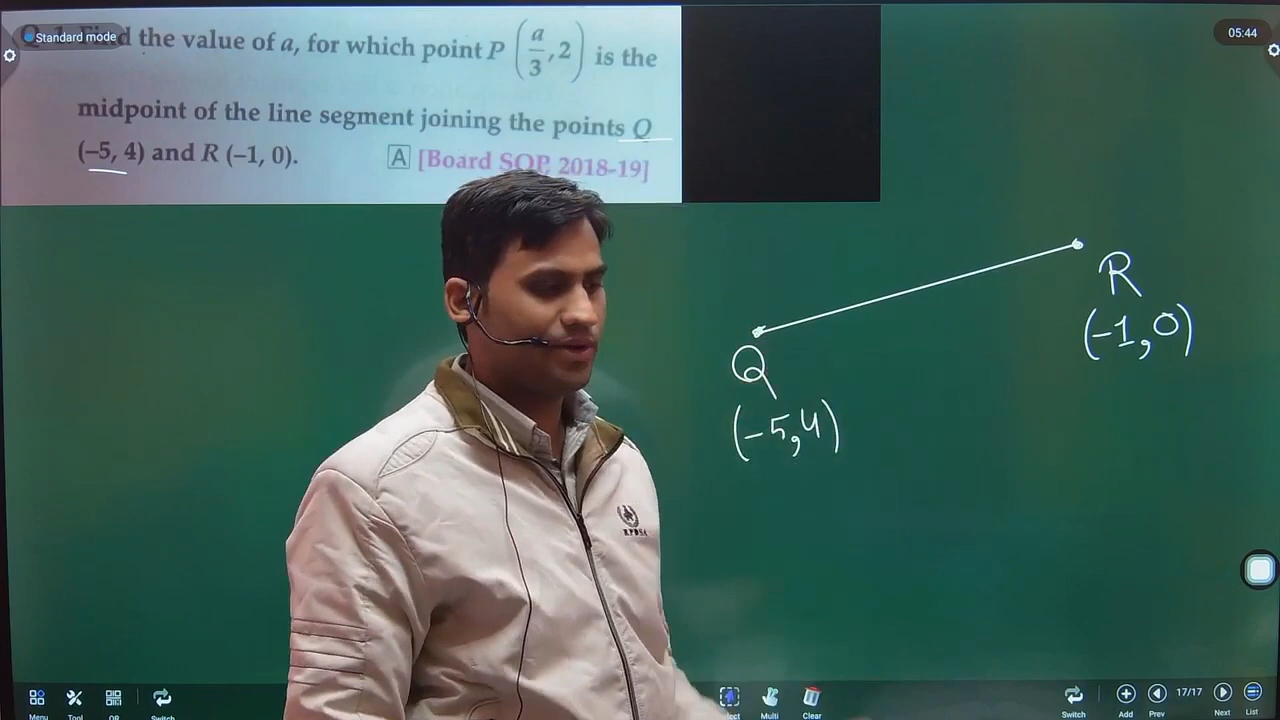 Standard mode
d the value of a, for which point P (a/3, 2) is the
midpoint of the line segment joining the points Q
(–5, 4) and R (–1, 0). A [Board SQP, 2018-19]
05:44
R
(-1,0)
Q
(-5,4)
Menu Tool QR Switch Multi Clear Switch Add Prev 17/17 Next List